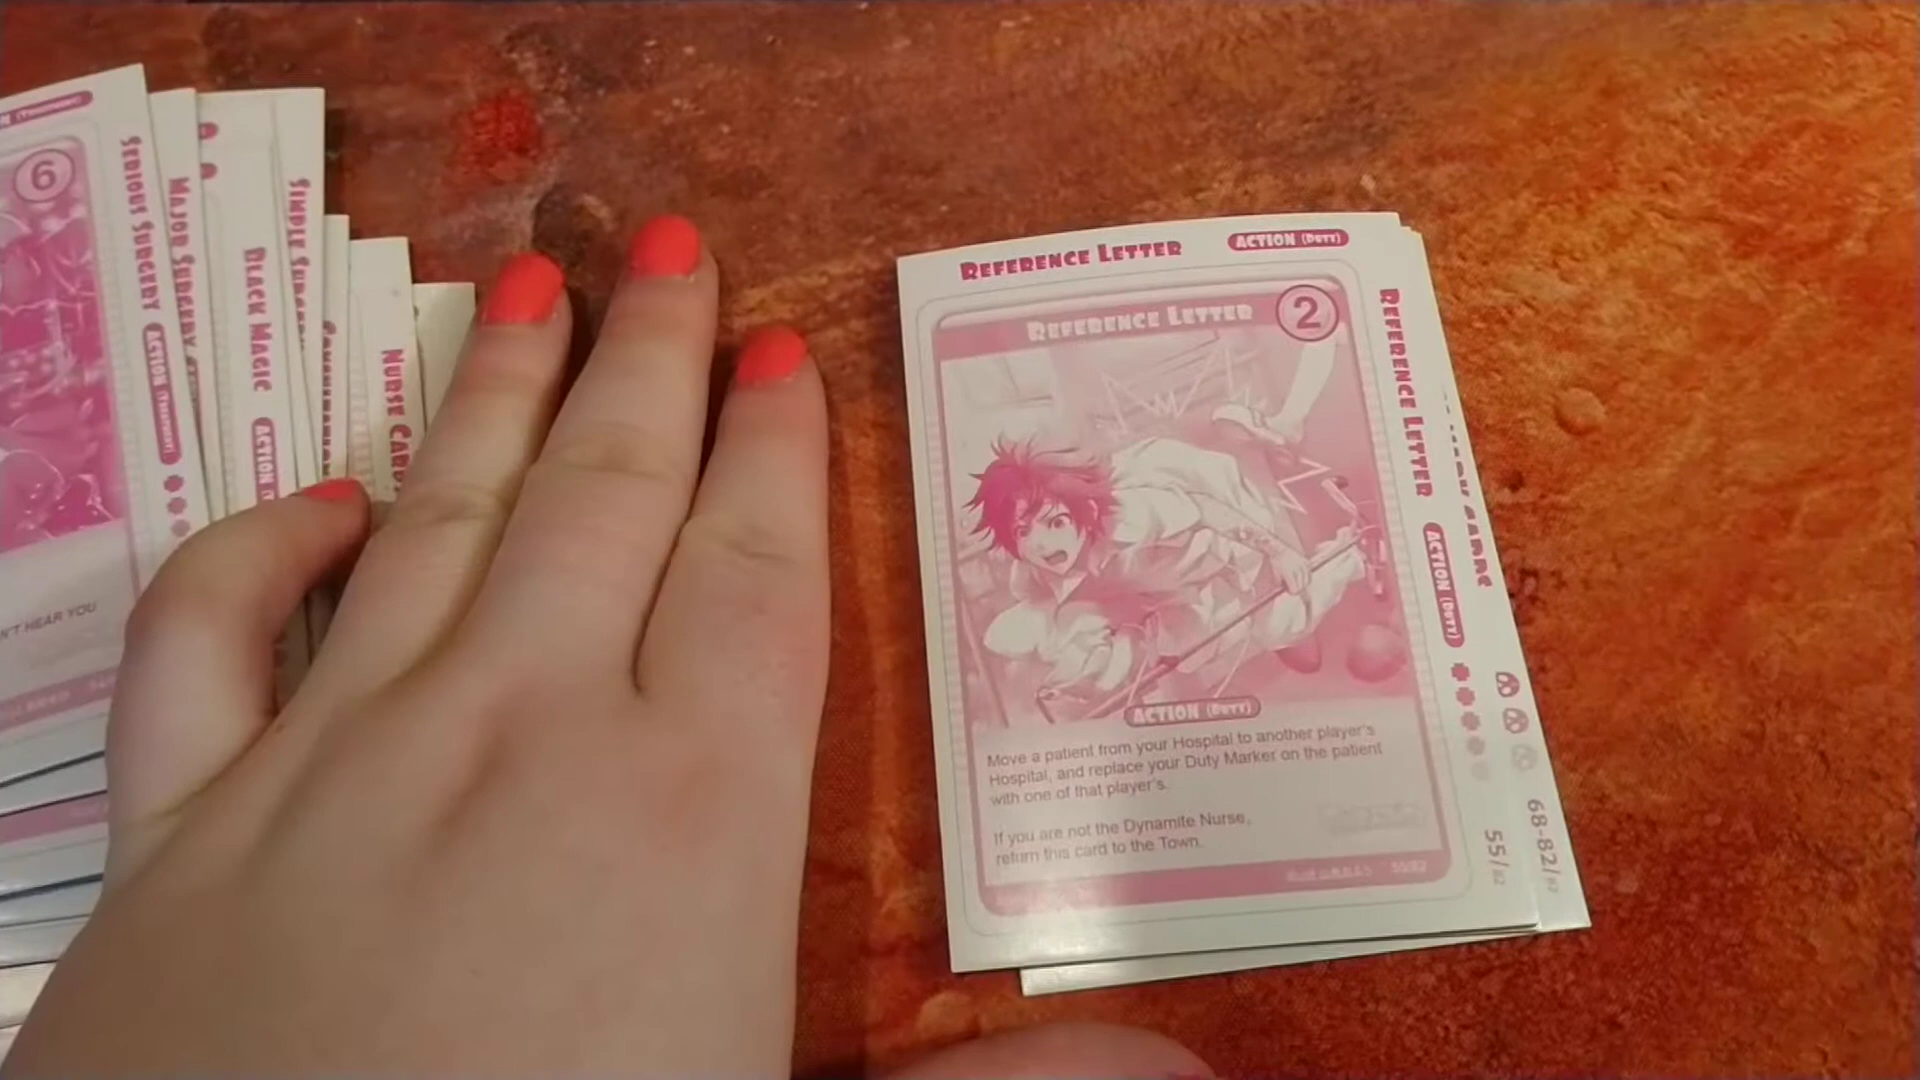 6
SERIOUS SURGERY
ACTION (TREATMENT)
N'T HEAR YOU
MAJOR SURGERY
BLACK MAGIC
ACTION
SIMPLE
NURSE CARDS
REFERENCE LETTER ACTION (DUTY)
REFERENCE LETTER 2
ACTION (DUTY)
Move a patient from your Hospital to another player's
Hospital, and replace your Duty Marker on the patient
with one of that player's.
If you are not the Dynamite Nurse,
return this card to the Town.
REFERENCE LETTER ACTION (DUTY)
55/82
68-82/82